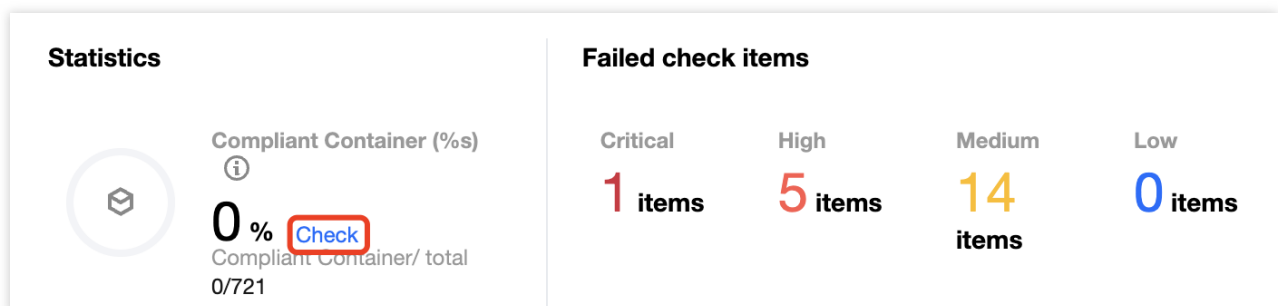 Statistics
Compliant Container (%s)
0 % Check
Compliant Container/ total
0/721
Failed check items
Critical
1 items
High
5 items
Medium
14
items
Low
0 items